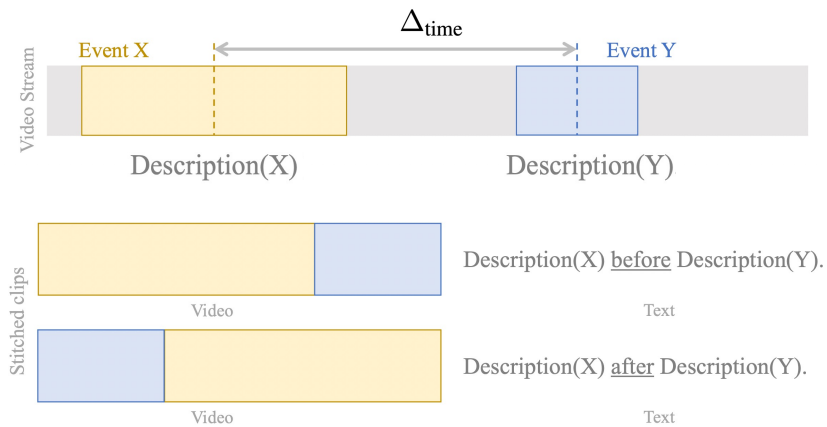 Δtime
Event X
Event Y
Video Stream
Description(X)
Description(Y)
Stitched clips
Description(X) before Description(Y).
Video
Text
Description(X) after Description(Y).
Video
Text